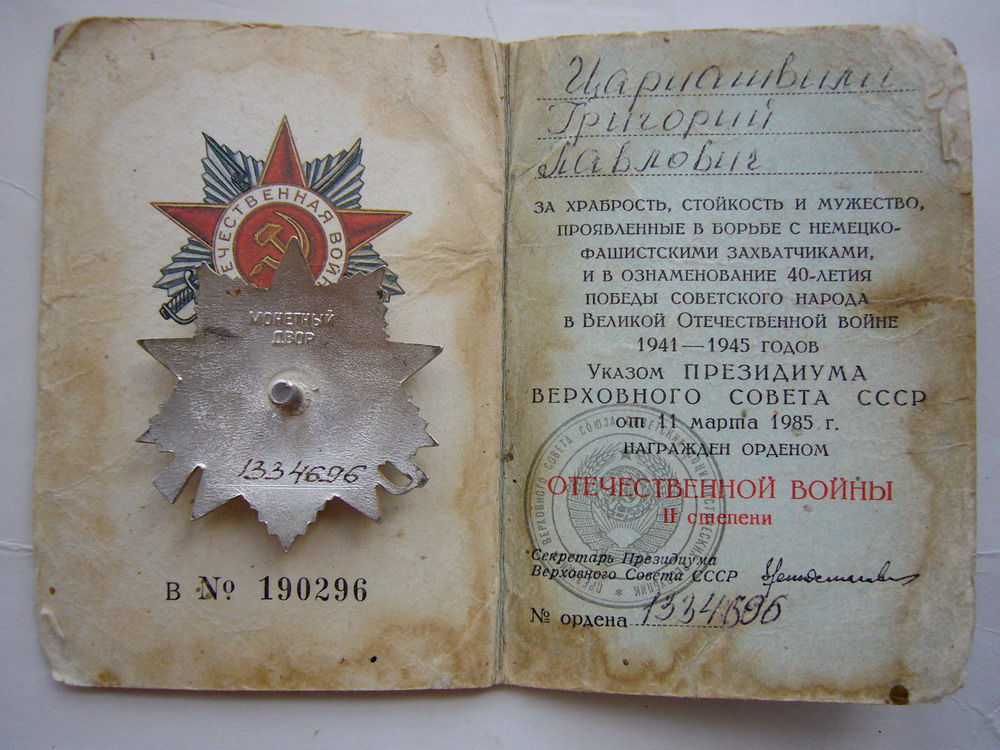 ОТЕЧЕСТВЕННАЯ ВОЙНА
МОНЕТНЫЙ
ДВОР
1334696
В № 190296
Цариашвили
Григорий
Павлович
ЗА ХРАБРОСТЬ, СТОЙКОСТЬ И МУЖЕСТВО,
ПРОЯВЛЕННЫЕ В БОРЬБЕ С НЕМЕЦКО-
ФАШИСТСКИМИ ЗАХВАТЧИКАМИ,
И В ОЗНАМЕНОВАНИЕ 40-ЛЕТИЯ
ПОБЕДЫ СОВЕТСКОГО НАРОДА
В ВЕЛИКОЙ ОТЕЧЕСТВЕННОЙ ВОЙНЕ
1941—1945 ГОДОВ
УКАЗОМ ПРЕЗИДИУМА
ВЕРХОВНОГО СОВЕТА СССР
от 11 марта 1985 г.
НАГРАЖДЕН ОРДЕНОМ
ОТЕЧЕСТВЕННОЙ ВОЙНЫ
II степени
Секретарь Президиума
Верховного Совета СССР
№ ордена 1334696